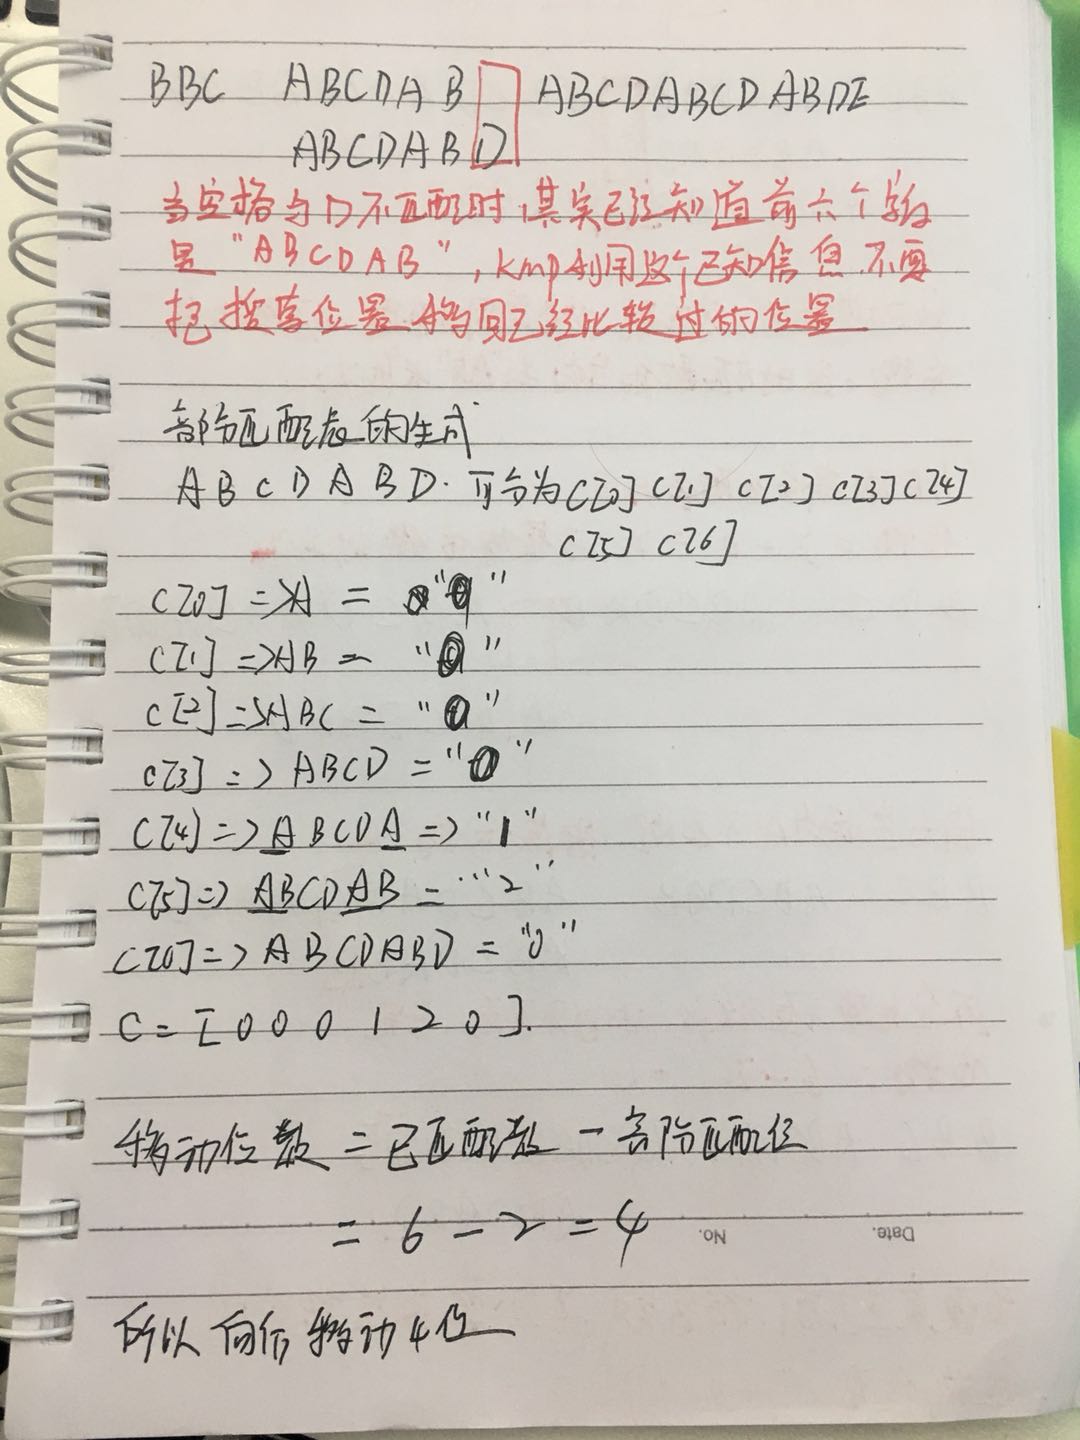 BBC ABCDAB ABCDABCDABDE
ABCDABD
当空格与D不匹配时,其实已经知道前六个字母
是"ABCDAB",kmp利用这个已知信息.不要
把搜索位置移回已经比较过的位置
部分匹配表的生成
ABCDABD.可分为C[0] C[1] C[2] C[3] C[4]
C[5] C[6]
C[0] => A = "0"
C[1] => AB = "0"
C[2] => ABC = "0"
C[3] => ABCD = "0"
C[4] => ABCDA => "1"
C[5] => ABCDAB = "2"
C[0] => ABCDABD = "0"
C = [0 0 0 1 2 0].
移动位数 = 已匹配数 - 部分匹配位
= 6 - 2 = 4
No. Date.
所以向后移动4位